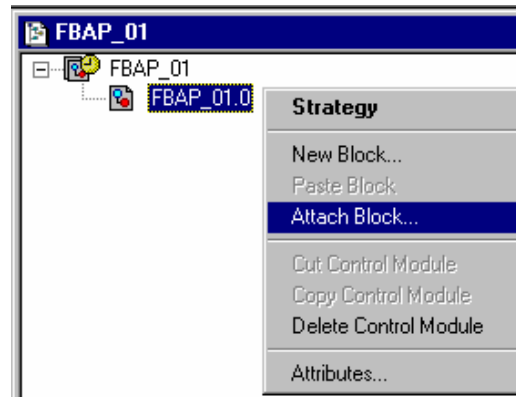 FBAP_01
FBAP_01
FBAP_01.0
Strategy
New Block...
Paste Block
Attach Block...
Cut Control Module
Copy Control Module
Delete Control Module
Attributes...